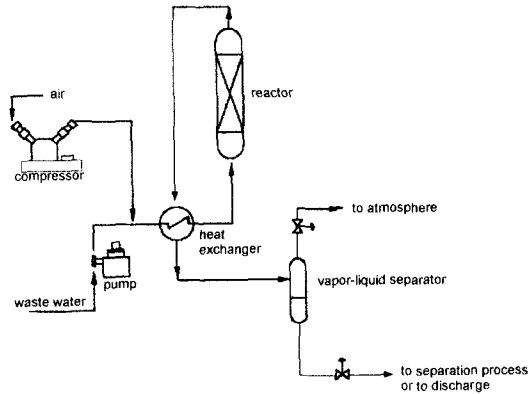 air
reactor
compressor
to atmosphere
heat
exchanger
vapor-liquid separator
pump
waste water
to separation process
or to discharge